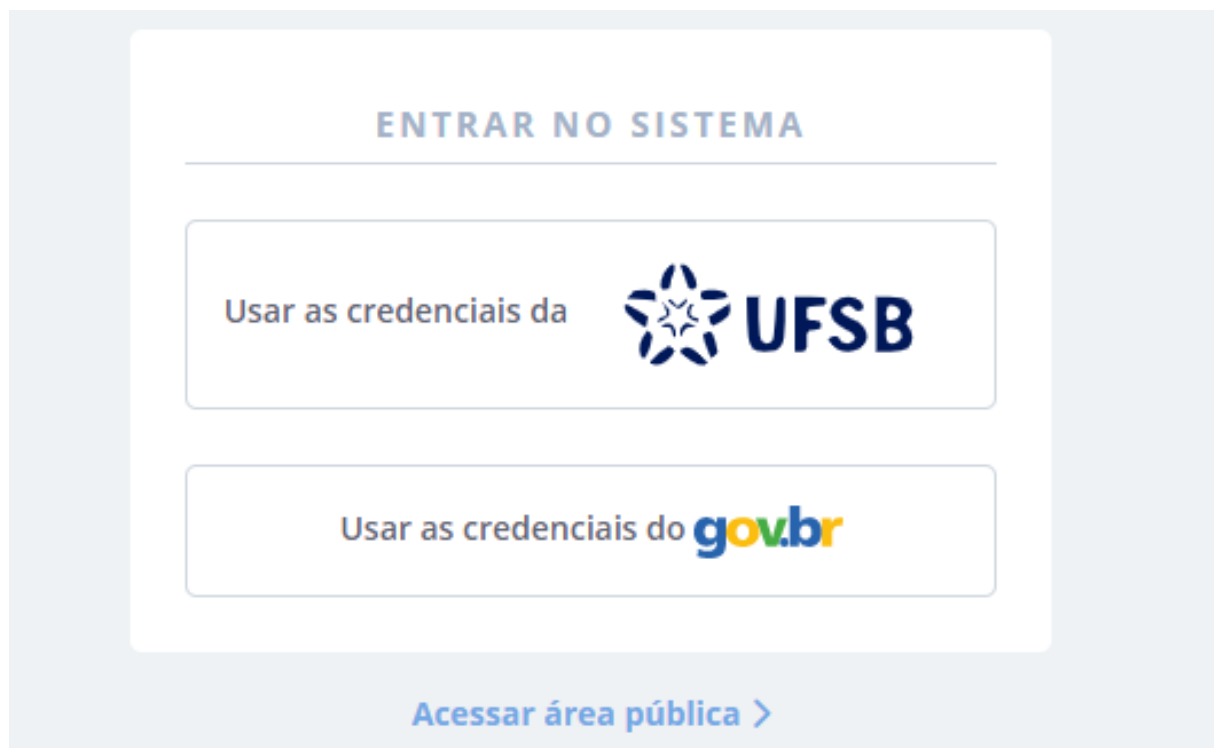 ENTRAR NO SISTEMA
Usar as credenciais da UFSB
Usar as credenciais do gov.br
Acessar área pública >